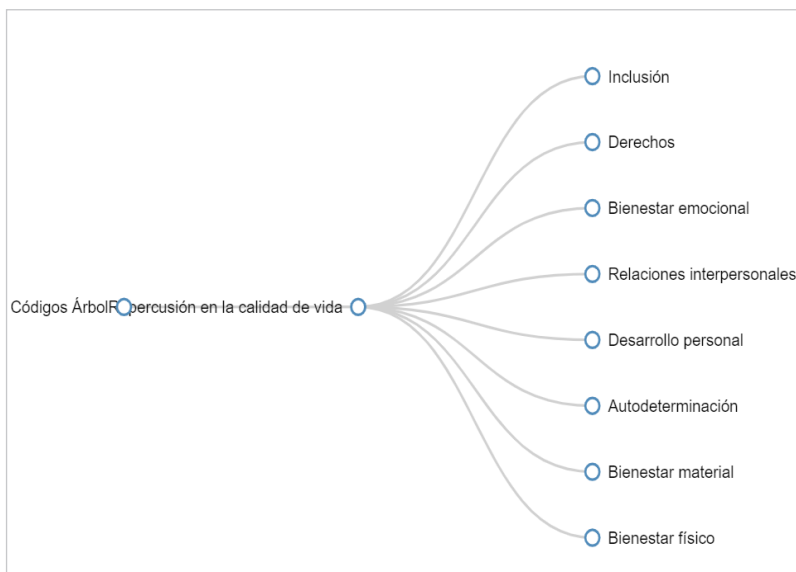 Inclusión
Derechos
Bienestar emocional
Relaciones interpersonales
Códigos Árbol
Repercusión en la calidad de vida
Desarrollo personal
Autodeterminación
Bienestar material
Bienestar físico